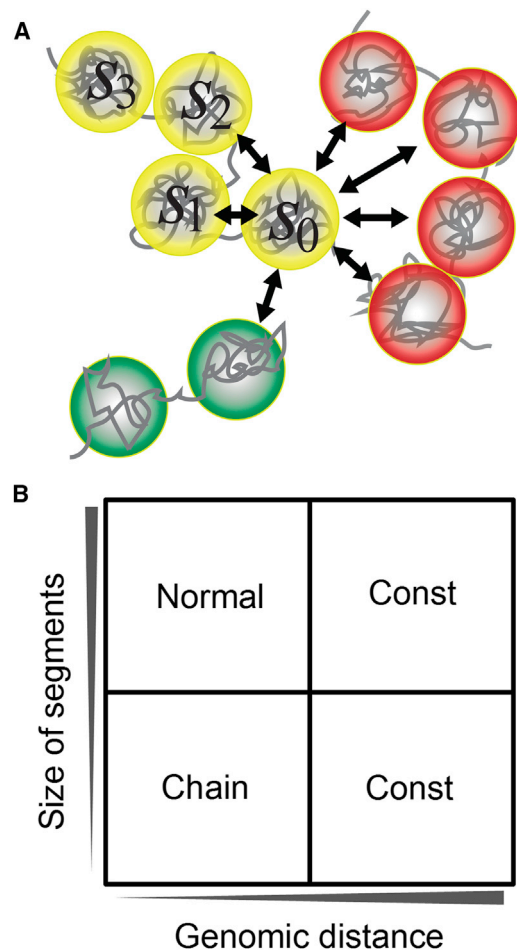 A
S3
S2
S1
S0
B
Normal
Const
Chain
Const
Size of segments
Genomic distance